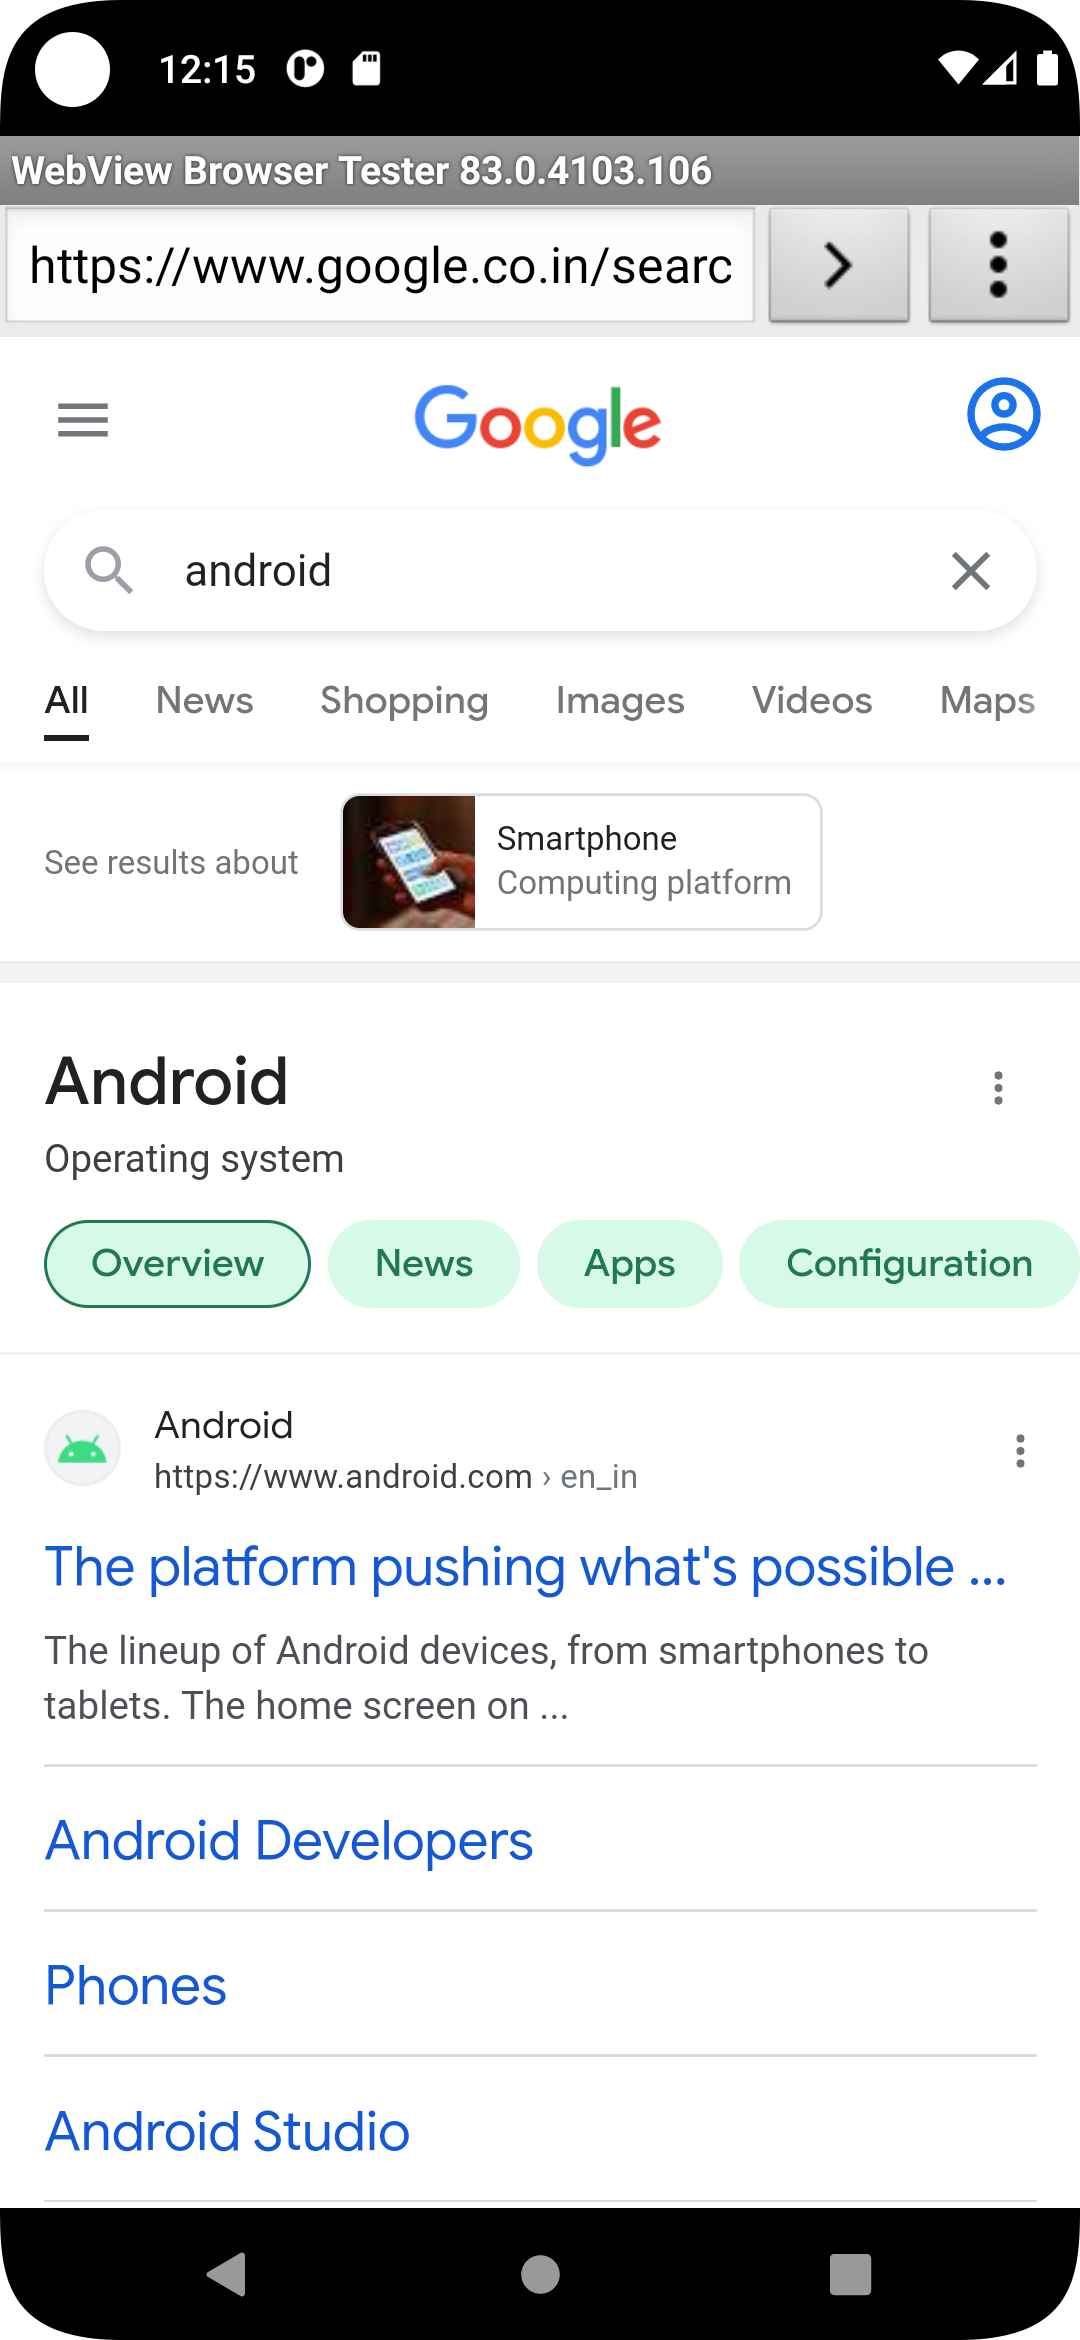 12:15
WebView Browser Tester 83.0.4103.106
https://www.google.co.in/searc
Google
android
All News Shopping Images Videos Maps
See results about
Smartphone
Computing platform
Android
Operating system
Overview News Apps Configuration
Android
https://www.android.com › en_in
The platform pushing what's possible ...
The lineup of Android devices, from smartphones to
tablets. The home screen on ...
Android Developers
Phones
Android Studio